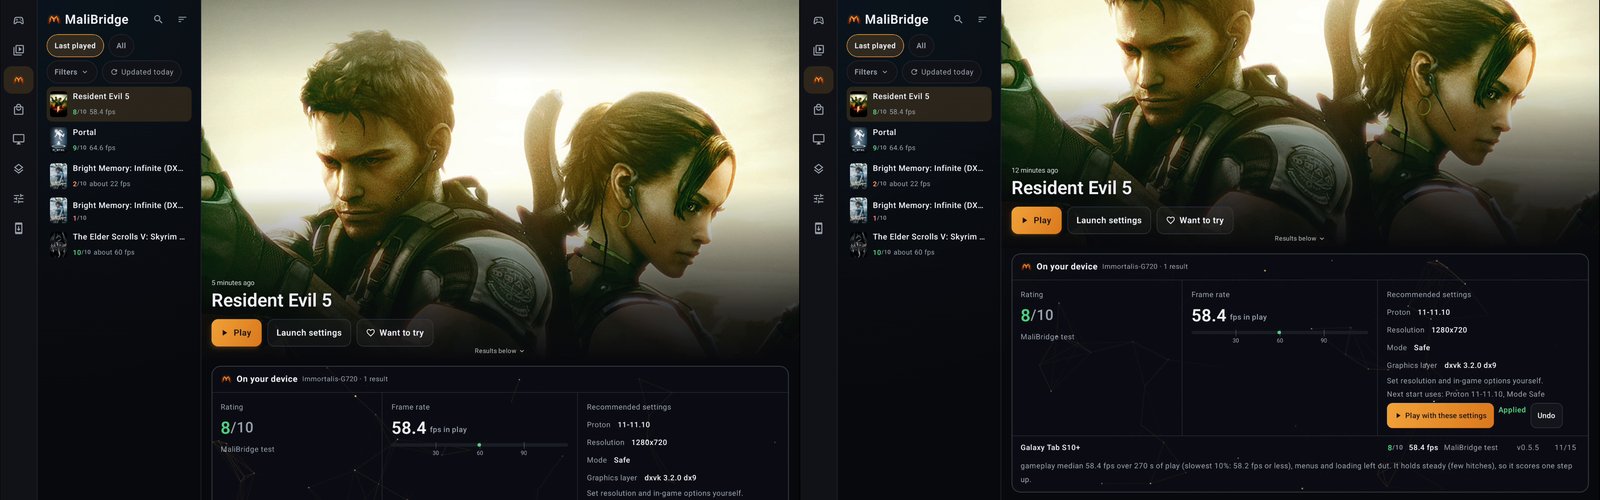 MaliBridge
Last played
All
Filters
Updated today
Resident Evil 5
8/10 58.4 fps
Portal
9/10 64.6 fps
Bright Memory: Infinite (DX...
2/10 about 22 fps
Bright Memory: Infinite (DX...
1/10
The Elder Scrolls V: Skyrim ...
10/10 about 60 fps
5 minutes ago
Resident Evil 5
Play
Launch settings
Want to try
Results below
On your device Immortalis-G720 · 1 result
Rating
8/10
MaliBridge test
Frame rate
58.4 fps in play
30 60 90
Recommended settings
Proton 11-11.10
Resolution 1280x720
Mode Safe
Graphics layer dxvk 3.2.0 dx9
Set resolution and in-game options yourself.
MaliBridge
Last played
All
Filters
Updated today
Resident Evil 5
8/10 58.4 fps
Portal
9/10 64.6 fps
Bright Memory: Infinite (DX...
2/10 about 22 fps
Bright Memory: Infinite (DX...
1/10
The Elder Scrolls V: Skyrim ...
10/10 about 60 fps
12 minutes ago
Resident Evil 5
Play
Launch settings
Want to try
Results below
On your device Immortalis-G720 · 1 result
Rating
8/10
MaliBridge test
Frame rate
58.4 fps in play
30 60 90
Recommended settings
Proton 11-11.10
Resolution 1280x720
Mode Safe
Graphics layer dxvk 3.2.0 dx9
Set resolution and in-game options yourself.
Next start uses: Proton 11-11.10, Mode Safe
Play with these settings
Applied
Undo
Galaxy Tab S10+
8/10 58.4 fps MaliBridge test v0.5.5 11/15
gameplay median 58.4 fps over 270 s of play (slowest 10%: 58.2 fps or less), menus and loading left out. It holds steady (few hitches), so it scores one step
up.